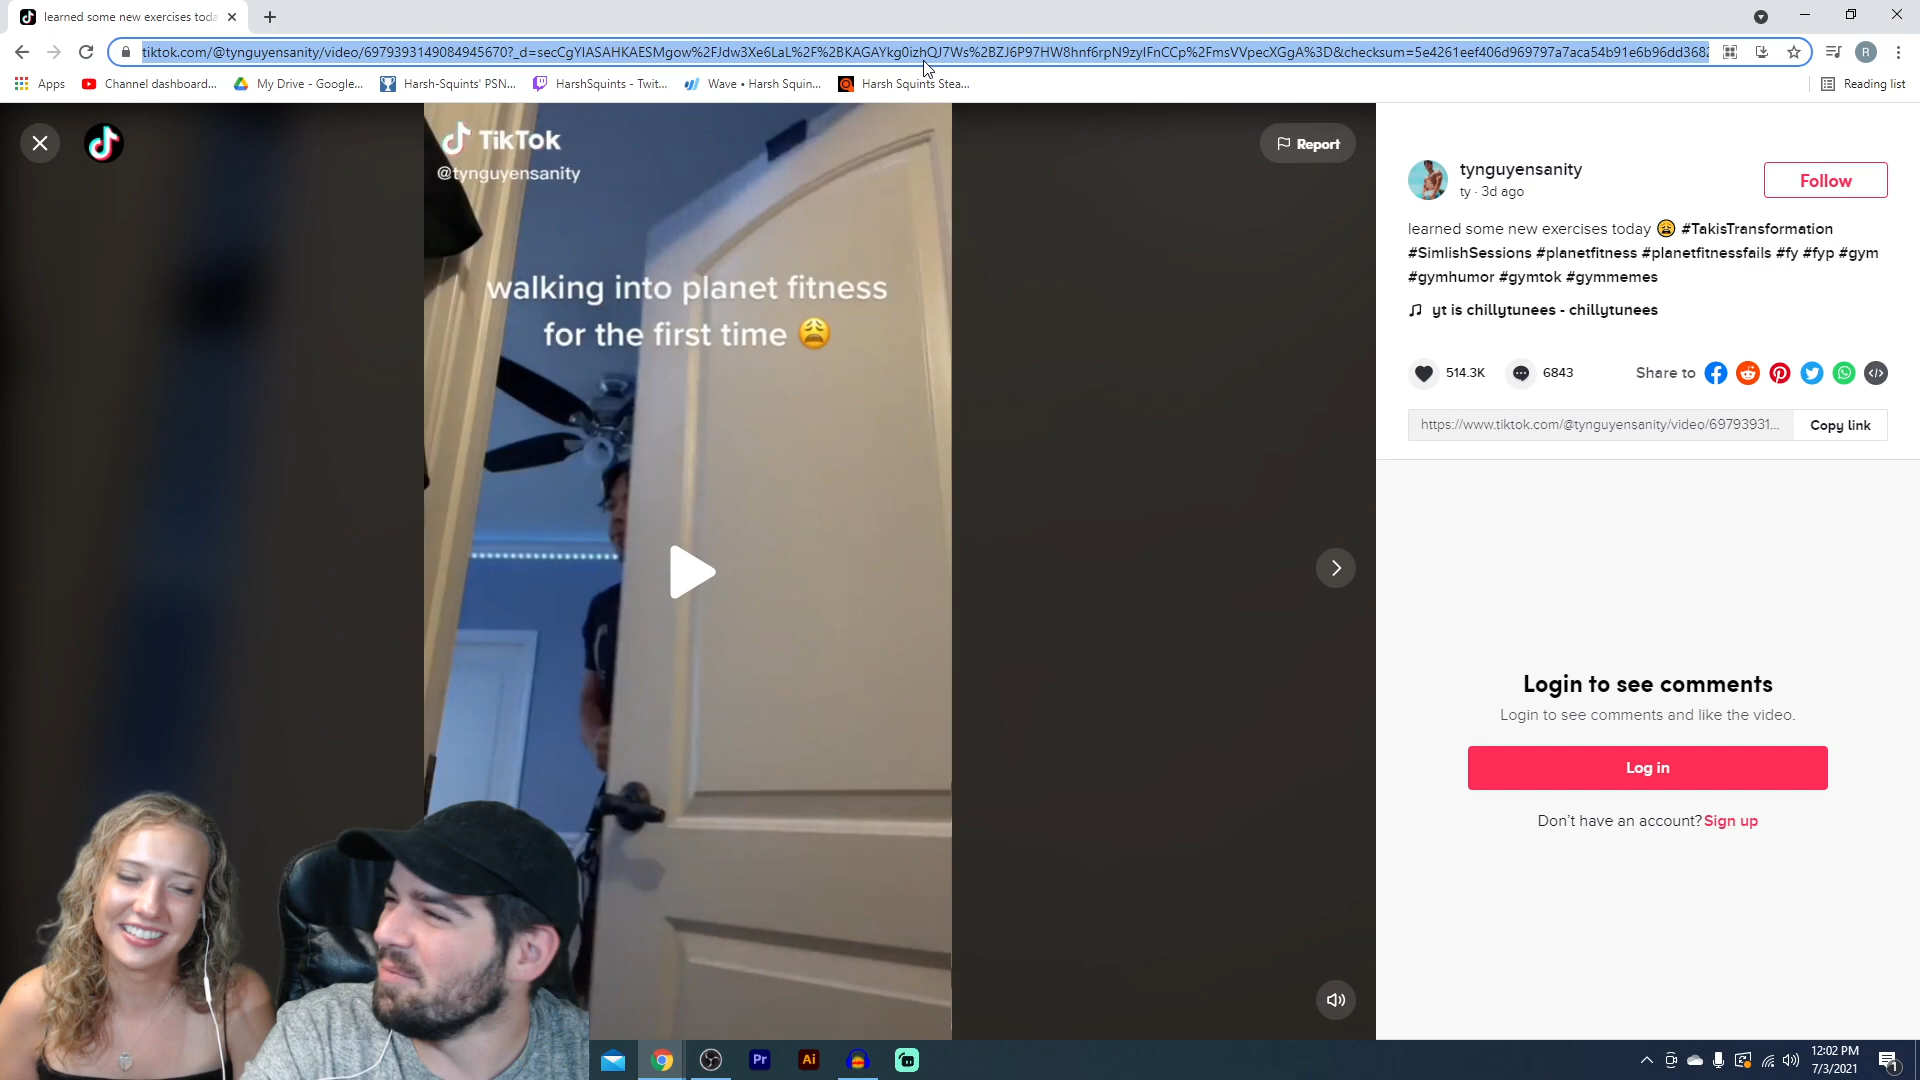 learned some new exercises toda
tiktok.com/@tynguyensanity/video/6979393149084945670?_d=secCgYIASAHKAESMgow%2FJdw3Xe6LaL%2F%2BKAGAYkg0izhQJ7Ws%2BZJ6P97HW8hnf6rpN9zyIFnCCp%2FmsVVpecXGgA%3D&checksum=5e4261eef406d969797a7aca54b91e6b96dd368
R
Apps
Channel dashboard...
My Drive - Google...
Harsh-Squints' PSN...
HarshSquints - Twit...
Wave • Harsh Squin...
Harsh Squints Stea...
Reading list
TikTok
@tynguyensanity
Report
walking into planet fitness
for the first time 😩
tynguyensanity
ty · 3d ago
Follow
learned some new exercises today 😩 #TakisTransformation
#SimlishSessions #planetfitness #planetfitnessfails #fy #fyp #gym
#gymhumor #gymtok #gymmemes
♫ yt is chillytunees - chillytunees
514.3K
6843
Share to
https://www.tiktok.com/@tynguyensanity/video/69793931...
Copy link
Login to see comments
Login to see comments and like the video.
Log in
Don't have an account? Sign up
Pr
Ai
12:02 PM
7/3/2021
1